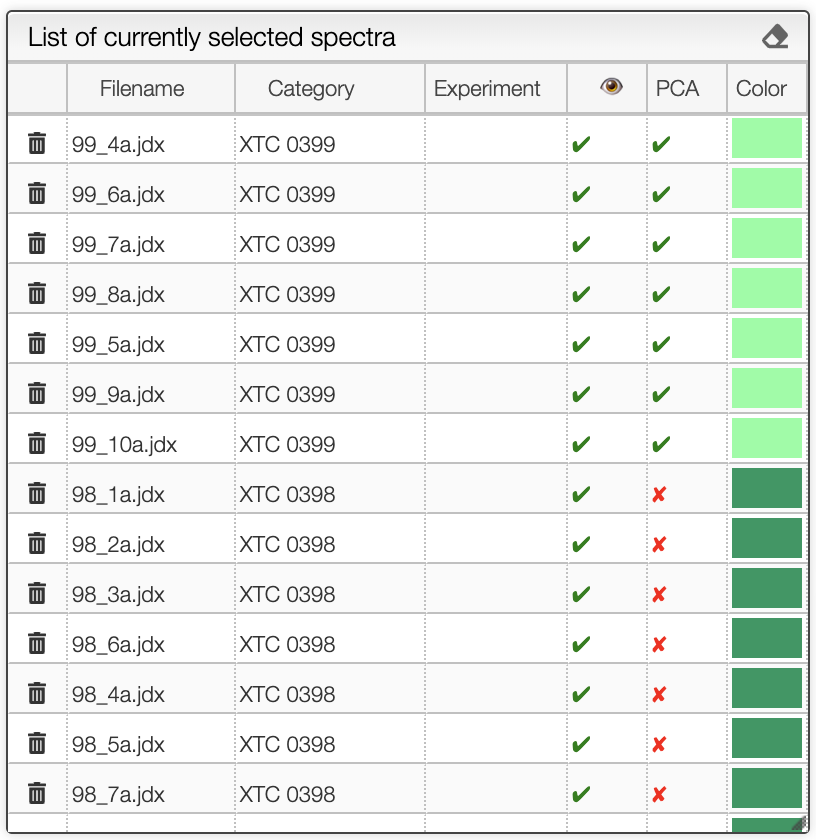 List of currently selected spectra
Filename Category Experiment 👁 PCA Color
99_4a.jdx XTC 0399 ✔ ✔
99_6a.jdx XTC 0399 ✔ ✔
99_7a.jdx XTC 0399 ✔ ✔
99_8a.jdx XTC 0399 ✔ ✔
99_5a.jdx XTC 0399 ✔ ✔
99_9a.jdx XTC 0399 ✔ ✔
99_10a.jdx XTC 0399 ✔ ✔
98_1a.jdx XTC 0398 ✔ ✘
98_2a.jdx XTC 0398 ✔ ✘
98_3a.jdx XTC 0398 ✔ ✘
98_6a.jdx XTC 0398 ✔ ✘
98_4a.jdx XTC 0398 ✔ ✘
98_5a.jdx XTC 0398 ✔ ✘
98_7a.jdx XTC 0398 ✔ ✘